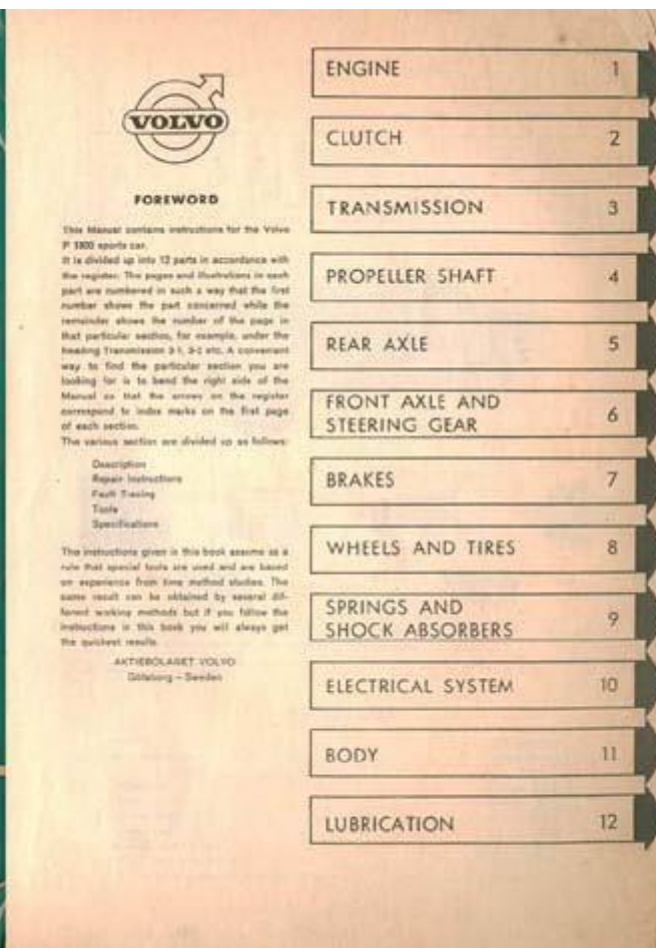 VOLVO
FOREWORD
This Manual contains instructions for the Volvo
P 1800 sports car.
It is divided up into 12 parts in accordance with
the register. The pages and illustrations in each
part are numbered in such a way that the first
number shows the part concerned while the
remainder shows the number of the page in
that particular section, for example, under the
heading Transmission 3-1, 3-2 etc. A convenient
way to find the particular section you are
looking for is to bend the right side of the
Manual so that the arrows on the register
correspond to index marks on the first page
of each section.
The various section are divided up as follows:
Description
Repair Instructions
Fault Tracing
Tools
Specifications
The instructions given in this book assume as a
rule that special tools are used and are based
on experience from time method studies. The
same result can be obtained by several dif-
ferent working methods but if you follow the
instructions in this book you will always get
the quickest results.
AKTIEBOLAGET VOLVO
Göteborg – Sweden
ENGINE 1
CLUTCH 2
TRANSMISSION 3
PROPELLER SHAFT 4
REAR AXLE 5
FRONT AXLE AND
STEERING GEAR 6
BRAKES 7
WHEELS AND TIRES 8
SPRINGS AND
SHOCK ABSORBERS 9
ELECTRICAL SYSTEM 10
BODY 11
LUBRICATION 12